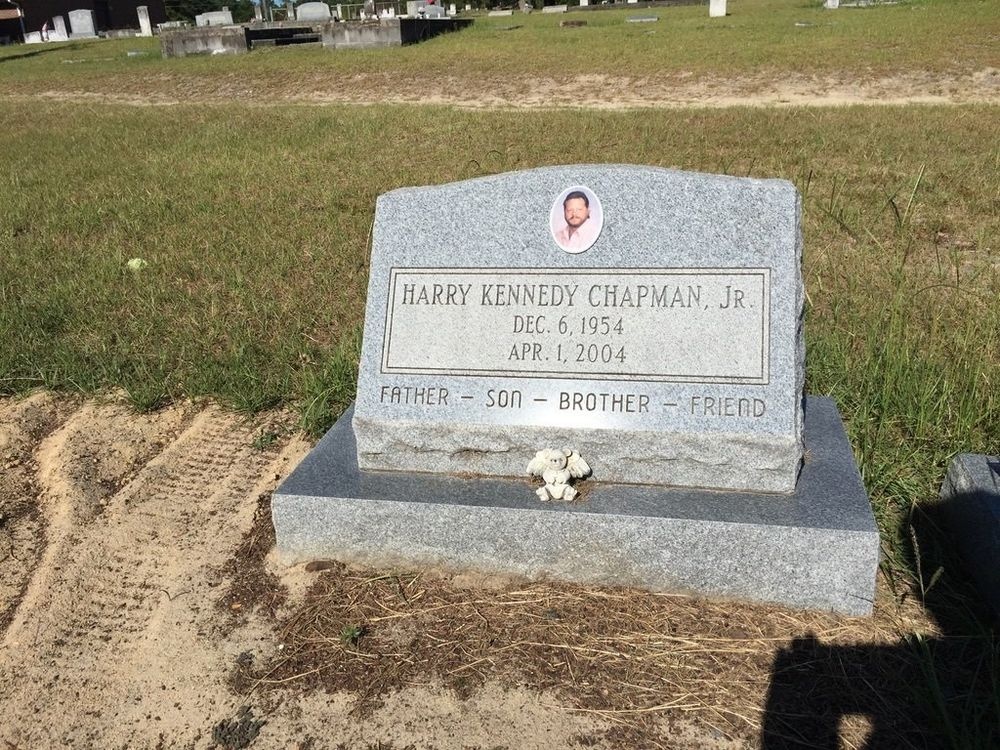 HARRY KENNEDY CHAPMAN, JR.
DEC. 6, 1954
APR. 1, 2004
FATHER – SON – BROTHER – FRIEND